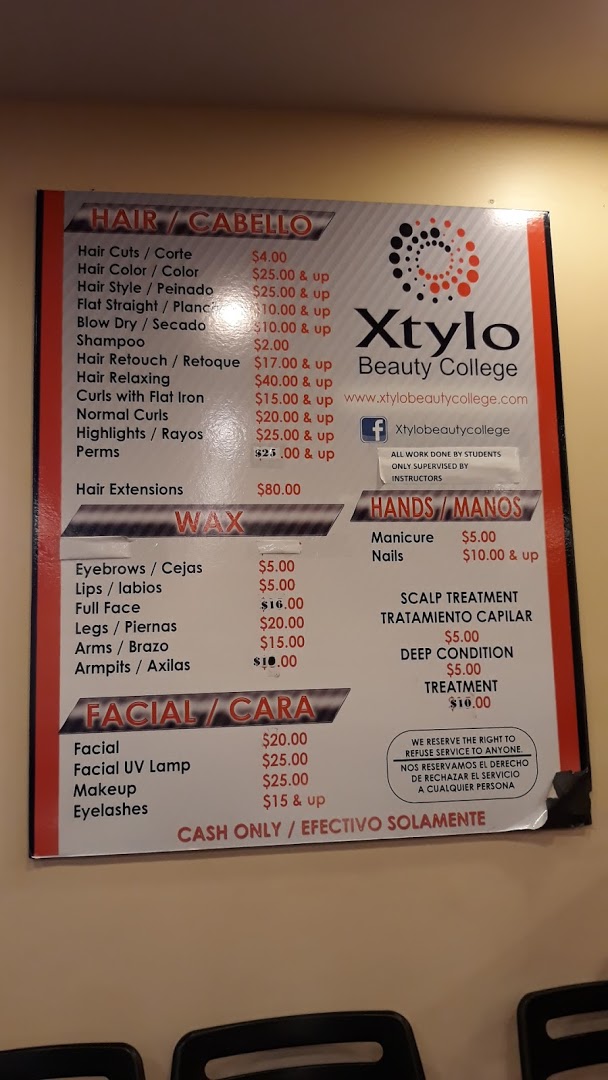 HAIR / CABELLO
Hair Cuts / Corte $4.00
Hair Color / Color $25.00 & up
Hair Style / Peinado $25.00 & up
Flat Straight / $10.00 & up
Blow Dry / Secado $10.00 & up
Shampoo $2.00
Hair Retouch / Retoque $17.00 & up
Hair Relaxing $40.00 & up
Curls with Flat Iron $15.00 & up
Normal Curls $20.00 & up
Highlights / Rayos $25.00 & up
Perms $25.00 & up
Hair Extensions $80.00
WAX
Eyebrows / Cejas $5.00
Lips / labios $5.00
Full Face $16.00
Legs / Piernas $20.00
Arms / Brazo $15.00
Armpits / Axilas $10.00
FACIAL / CARA
Facial $20.00
Facial UV Lamp $25.00
Makeup $25.00
Eyelashes $15 & up
Xtylo
Beauty College
www.xtylobeautycollege.com
f Xtylobeautycollege
ALL WORK DONE BY STUDENTS
ONLY SUPERVISED BY
INSTRUCTORS
HANDS / MANOS
Manicure $5.00
Nails $10.00 & up
SCALP TREATMENT
TRATAMIENTO CAPILAR
$5.00
DEEP CONDITION
$5.00
TREATMENT
$10.00
WE RESERVE THE RIGHT TO
REFUSE SERVICE TO ANYONE.
NOS RESERVAMOS EL DERECHO
DE RECHAZAR EL SERVICIO
A CUALQUIER PERSONA
CASH ONLY / EFECTIVO SOLAMENTE